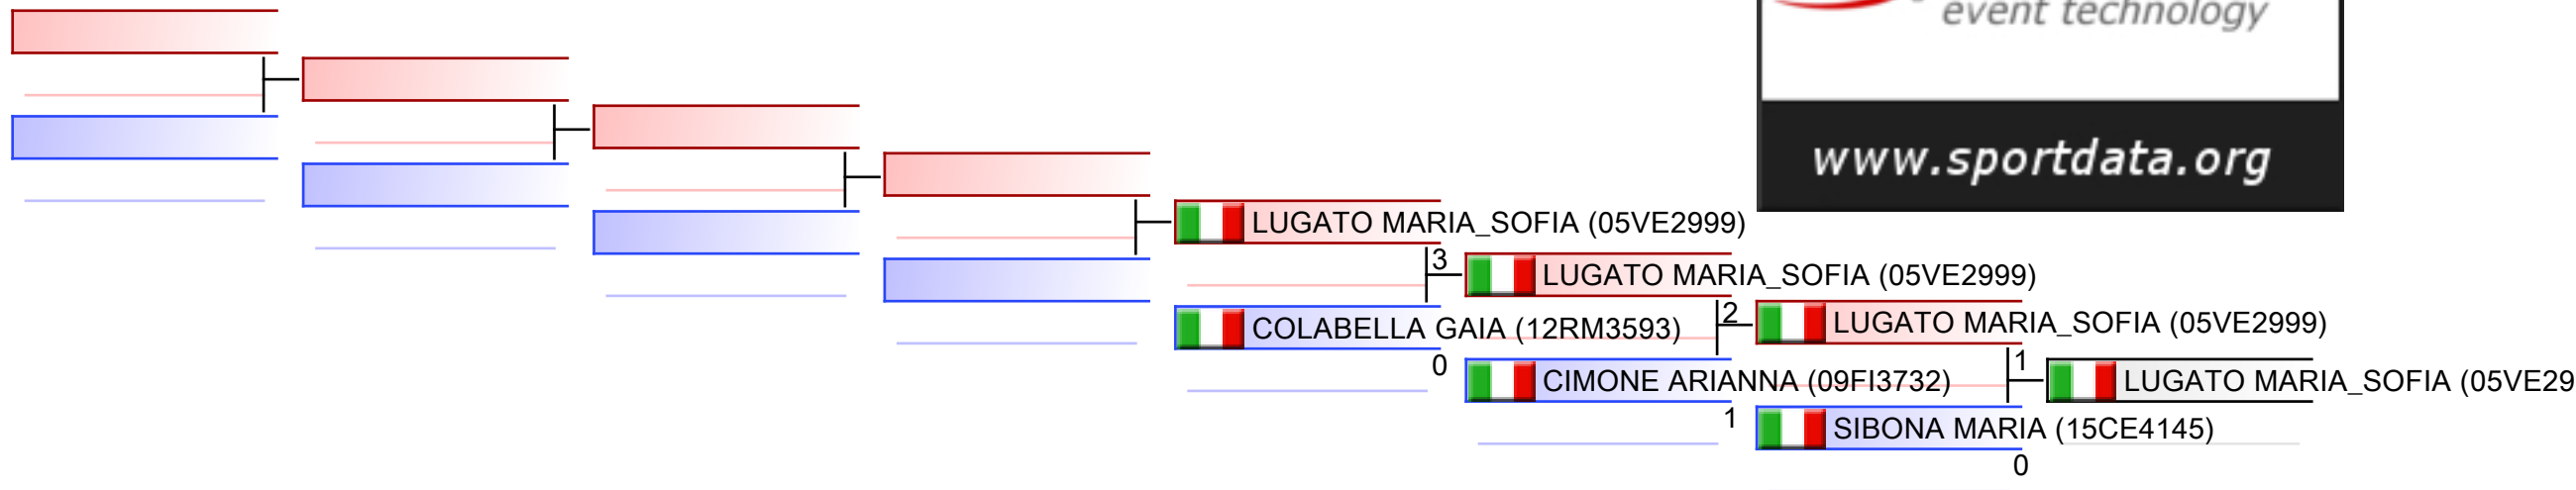 event technology
www.sportdata.org
LUGATO MARIA_SOFIA (05VE2999)
3
LUGATO MARIA_SOFIA (05VE2999)
COLABELLA GAIA (12RM3593)
0
2
LUGATO MARIA_SOFIA (05VE2999)
CIMONE ARIANNA (09FI3732)
1
1
LUGATO MARIA_SOFIA (05VE29
SIBONA MARIA (15CE4145)
0